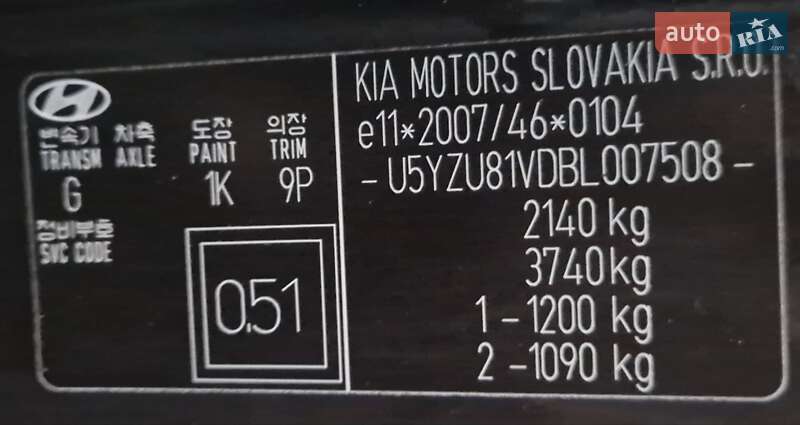 auto RIA .com
변속기 차축 도장 의장
TRANSM AXLE PAINT TRIM
G 1K 9P
정비부호
SVC CODE
0.51
KIA MOTORS SLOVAKIA S.R.O.
e11*2007/46*0104
- U5YZU81VDBL007508 -
2140 kg
3740kg
1 - 1200 kg
2 - 1090 kg